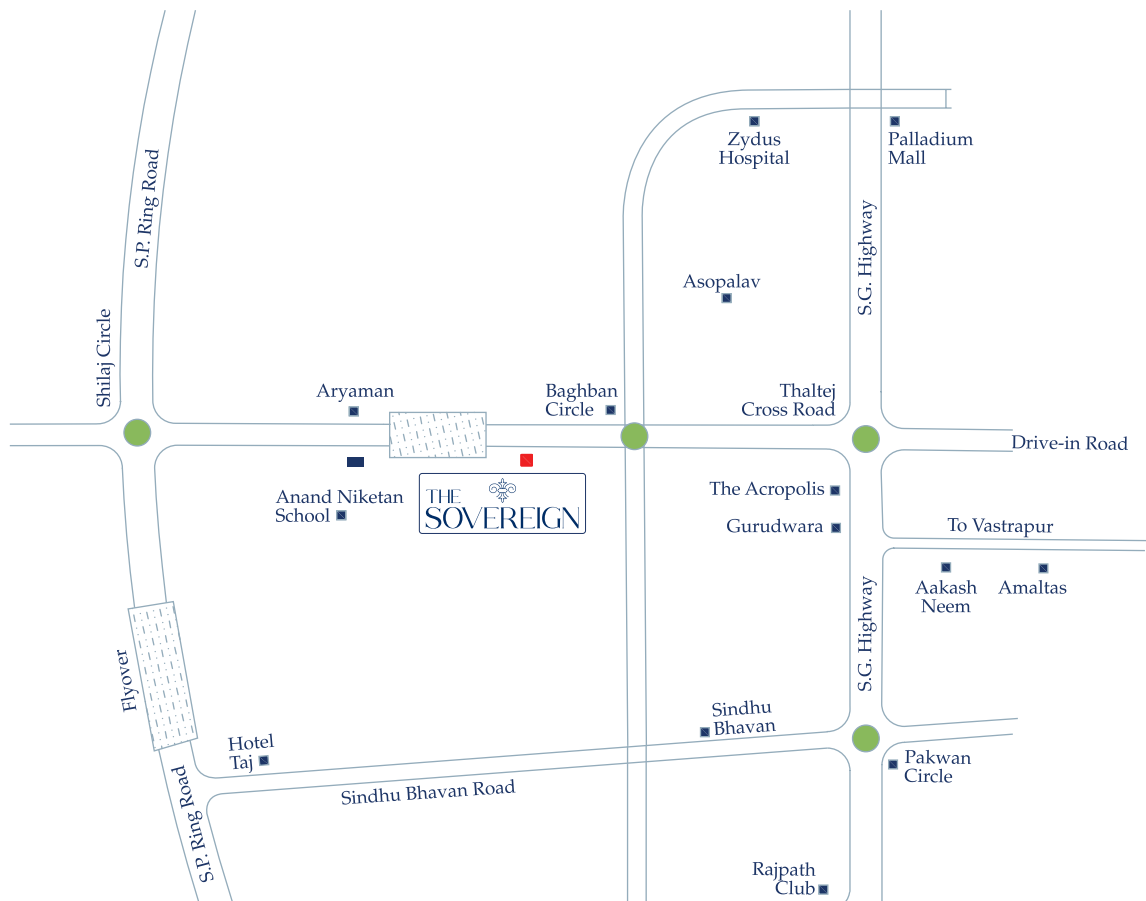 Zydus
Hospital
Palladium
Mall
S.P. Ring Road
S.G. Highway
Asopalav
Shilaj Circle
Aryaman
Baghban
Circle
Thaltej
Cross Road
Drive-in Road
Anand Niketan
School
THE
SOVEREIGN
The Acropolis
Gurudwara
To Vastrapur
Aakash
Neem
Amaltas
S.G. Highway
Flyover
Sindhu
Bhavan
Hotel
Taj
Pakwan
Circle
Sindhu Bhavan Road
S.P. Ring Road
Rajpath
Club